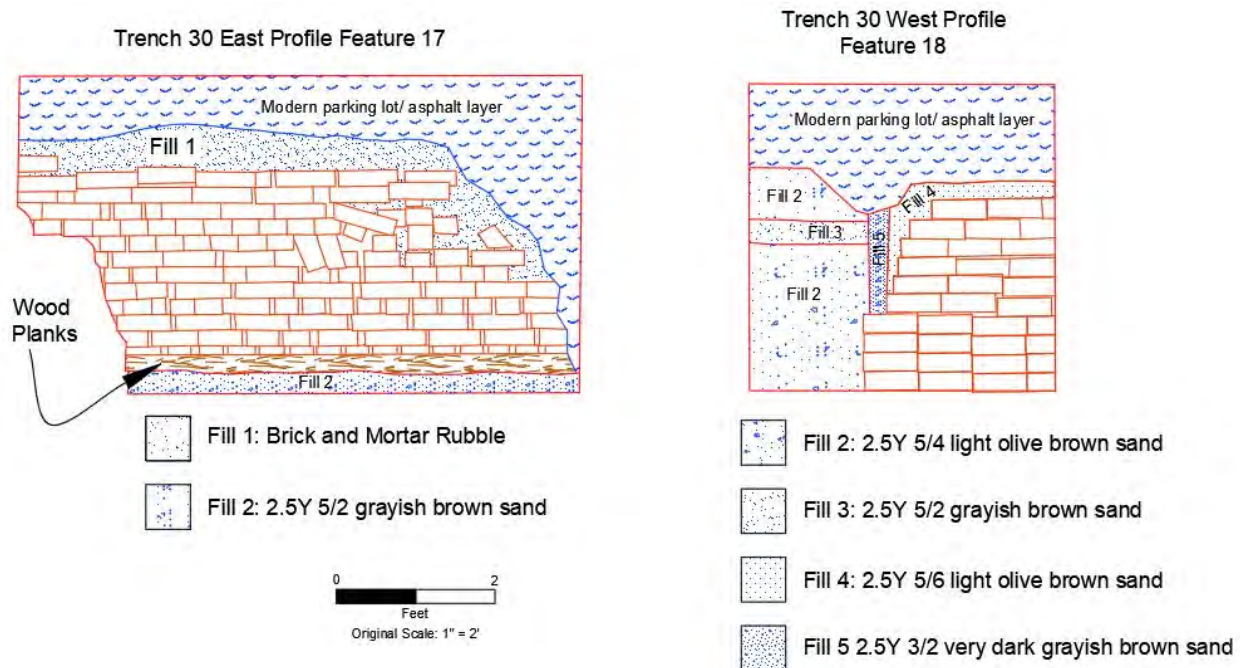 Trench 30 East Profile Feature 17
Modern parking lot/ asphalt layer
Fill 1
Fill 2
Wood
Planks
Fill 1: Brick and Mortar Rubble
Fill 2: 2.5Y 5/2 grayish brown sand
0 2
Feet
Original Scale: 1" = 2'
Trench 30 West Profile
Feature 18
Modern parking lot/ asphalt layer
Fill 2
Fill 4
Fill 3
Fill 5
Fill 2
Fill 2: 2.5Y 5/4 light olive brown sand
Fill 3: 2.5Y 5/2 grayish brown sand
Fill 4: 2.5Y 5/6 light olive brown sand
Fill 5 2.5Y 3/2 very dark grayish brown sand